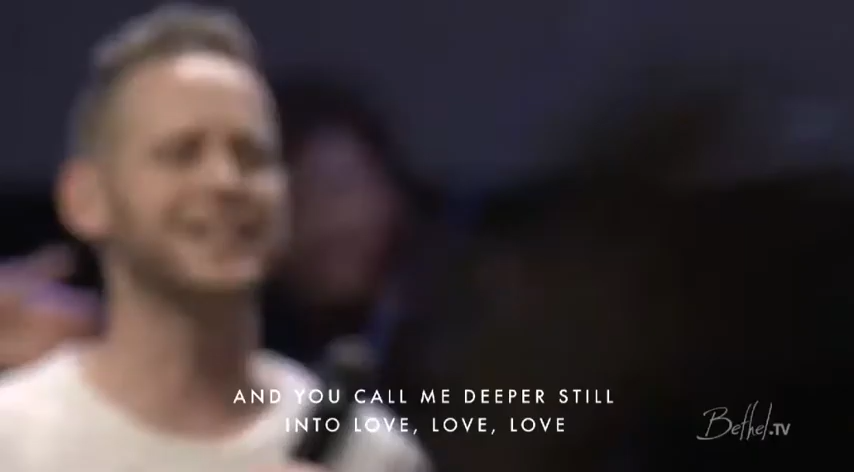 AND YOU CALL ME DEEPER STILL
INTO LOVE, LOVE, LOVE
Bethel.TV